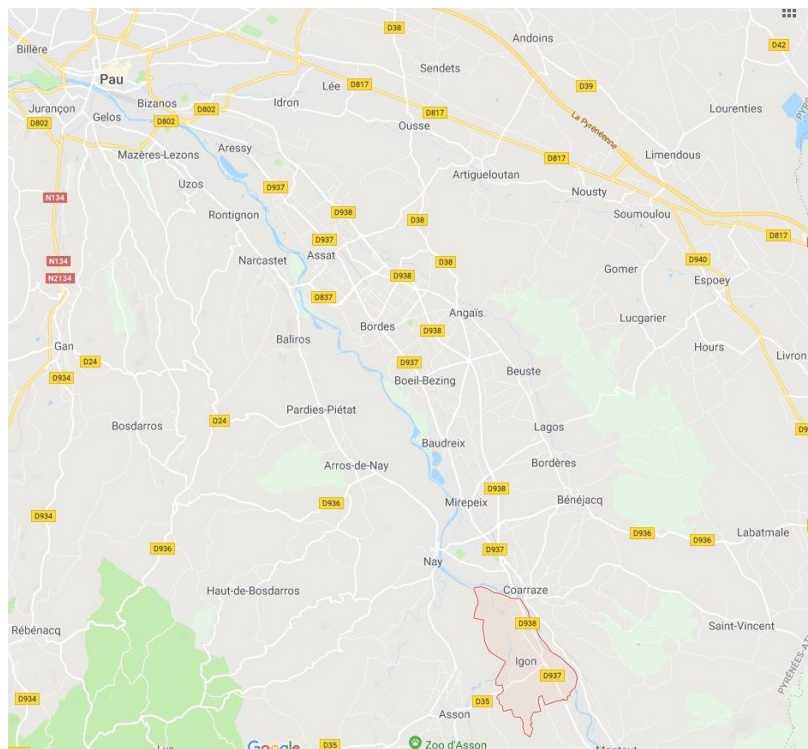 D38
Andoins
D42
Billère
Sendets
Pau
D817
Lée
D39
Lourenties
Jurançon
Bizanos
D802
Idron
D817
La Pyrénéenne
D802
Gelos
D802
Ousse
Mazères-Lezons
Aressy
D817
Limendous
Artigueloutan
Uzos
D937
Nousty
N134
Rontignon
D938
D38
Soumoulou
D937
D817
Narcastet
Assat
N134
D38
D940
N2134
D938
Gomer
Espoey
D837
Angaïs
Lucgarier
Bordes
D938
Baliros
Gan
D24
D937
Hours
Livron
D934
Boeil-Bezing
Beuste
Pardies-Piétat
D24
Bosdarros
Lagos
D9
Baudreix
Arros-de-Nay
Bordères
D938
D936
Mirepeix
Bénéjacq
D934
D936
Labatmale
D936
D936
D937
Nay
Haut-de-Bosdarros
Coarraze
D938
Saint-Vincent
Rébénacq
Igon
D937
D934
D35
Asson
D35
Google
Zoo d'Asson